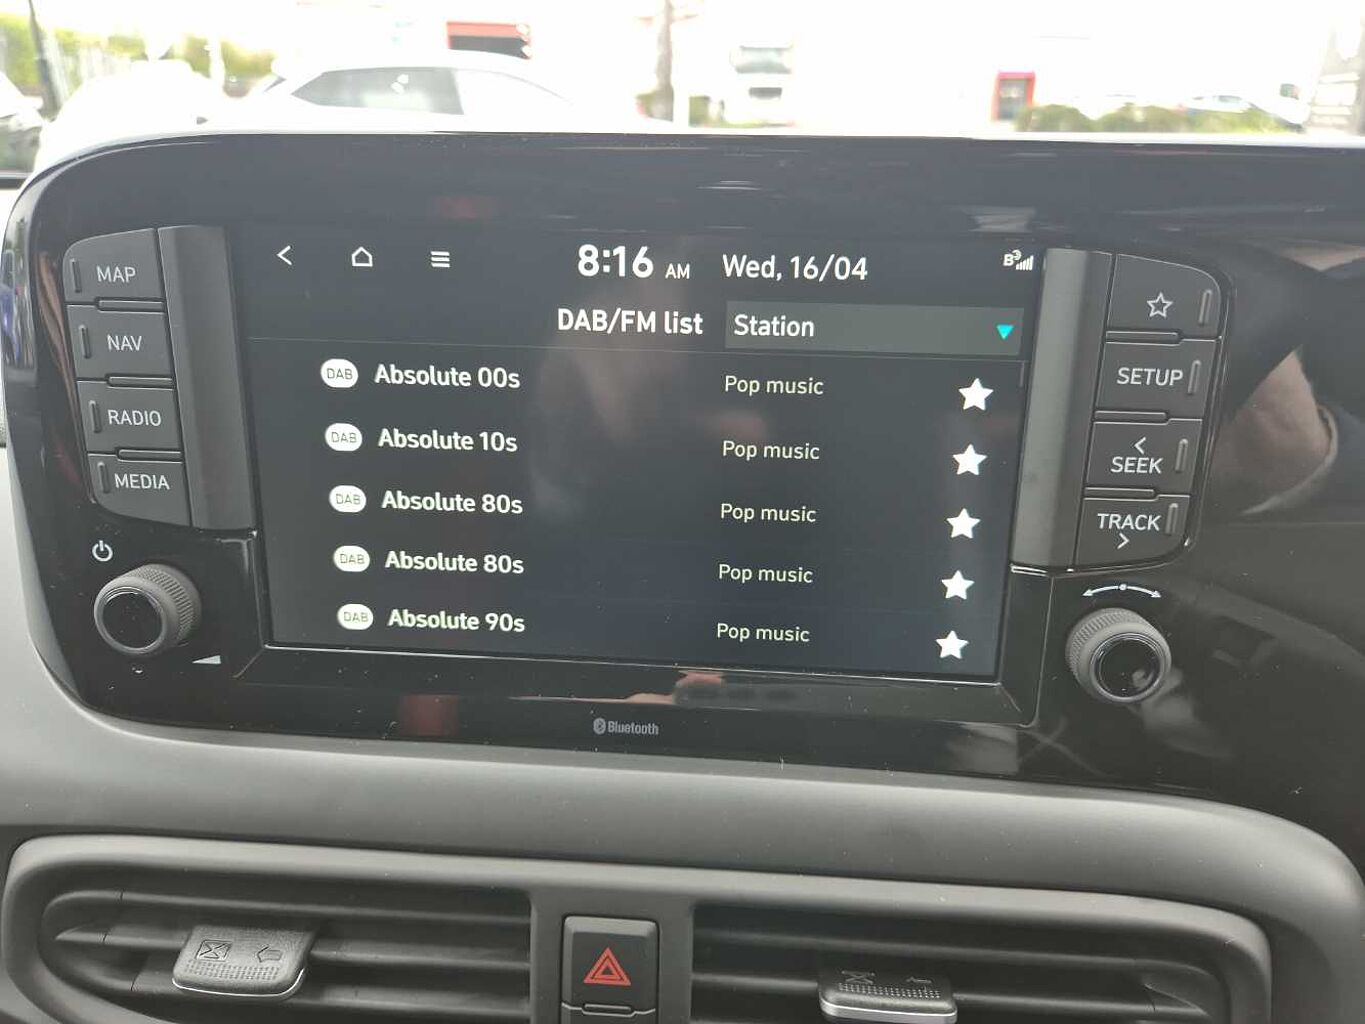 8:16 AM Wed, 16/04
DAB/FM list Station
DAB Absolute 00s Pop music
DAB Absolute 10s Pop music
DAB Absolute 80s Pop music
DAB Absolute 80s Pop music
DAB Absolute 90s Pop music
MAP
NAV
RADIO
MEDIA
SETUP
< SEEK
TRACK >
Bluetooth